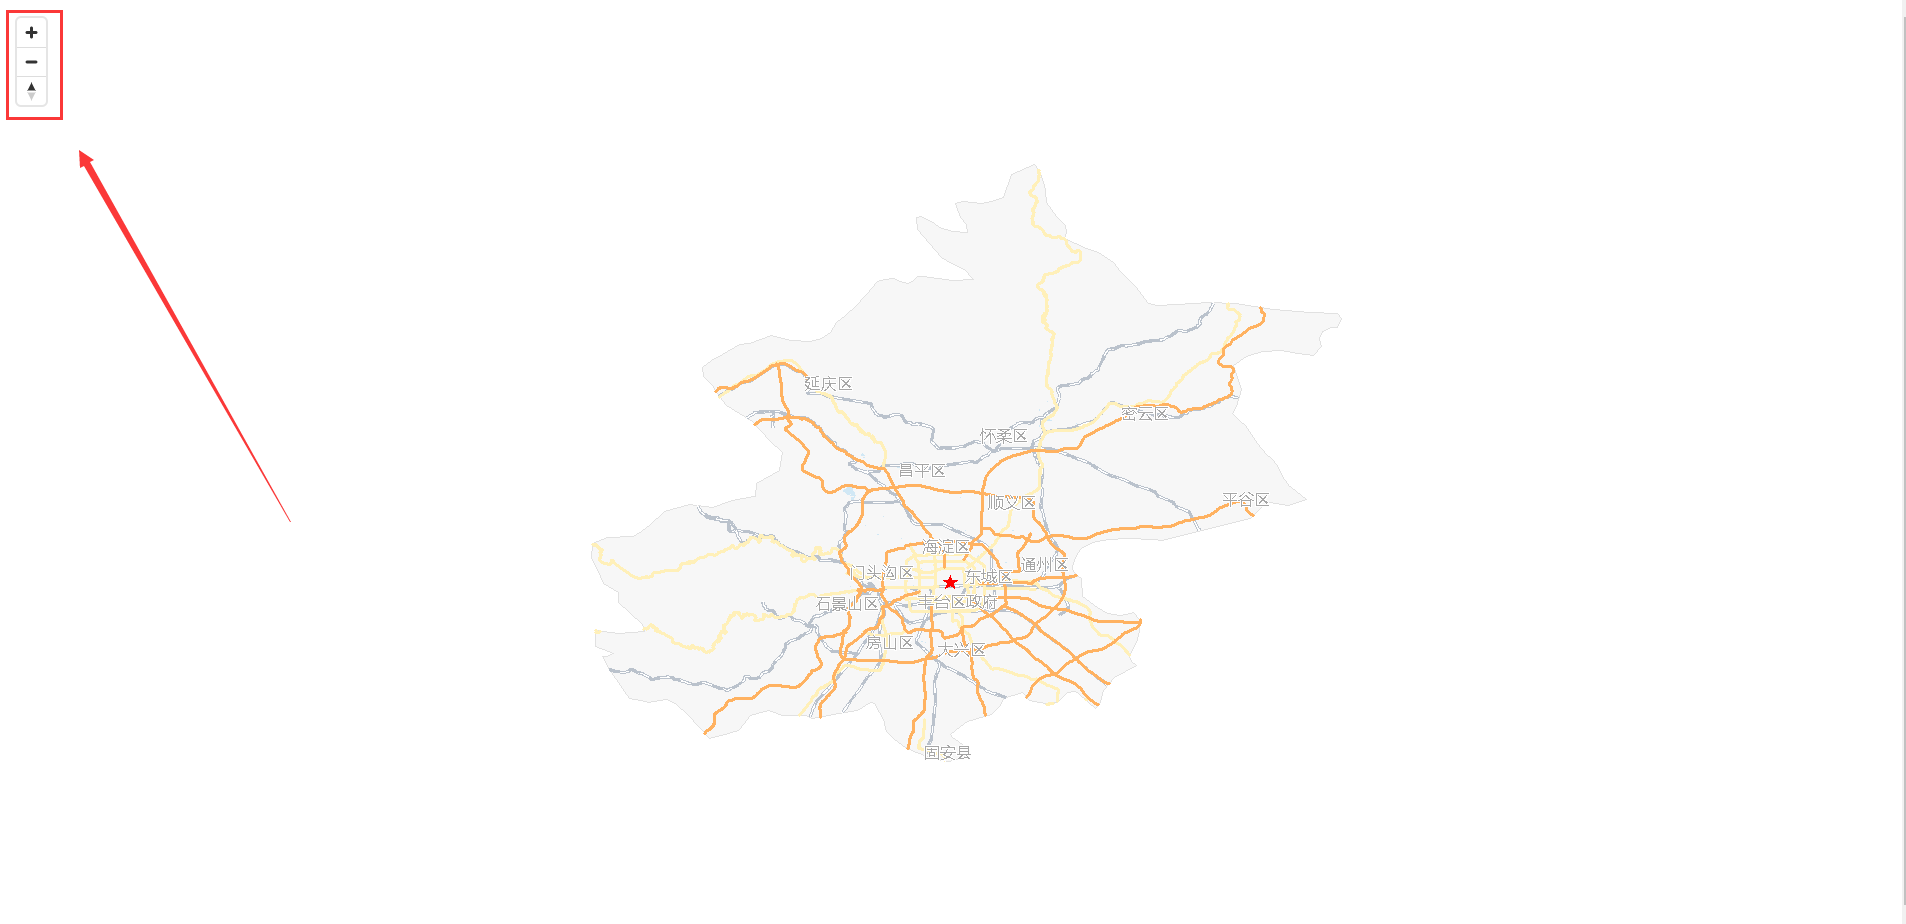 延庆区
密云区
怀柔区
昌平区
平谷区
顺义区
海淀区
通州区
门头沟区
东城区
丰台区政府
石景山区
房山区
大兴区
固安县